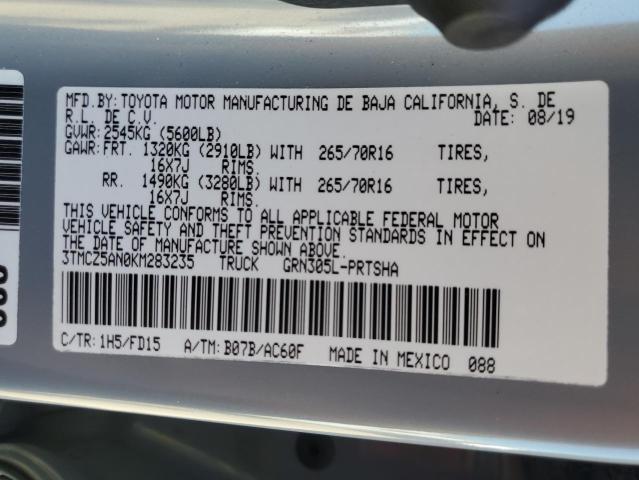 MFD.BY: TOYOTA MOTOR MANUFACTURING DE BAJA CALIFORNIA, S. DE
R.L. DE C.V. DATE: 08/19
GVWR: 2545KG (5600LB)
GAWR: FRT. 1320KG (2910LB) WITH 265/70R16 TIRES,
16X7J RIMS.
RR. 1490KG (3280LB) WITH 265/70R16 TIRES,
16X7J RIMS.
THIS VEHICLE CONFORMS TO ALL APPLICABLE FEDERAL MOTOR
VEHICLE SAFETY AND THEFT PREVENTION STANDARDS IN EFFECT ON
THE DATE OF MANUFACTURE SHOWN ABOVE.
3TMCZ5AN0KM283235 TRUCK GRN305L-PRTSHA
C/TR: 1H5/FD15 A/TM: B07B/AC60F MADE IN MEXICO 088